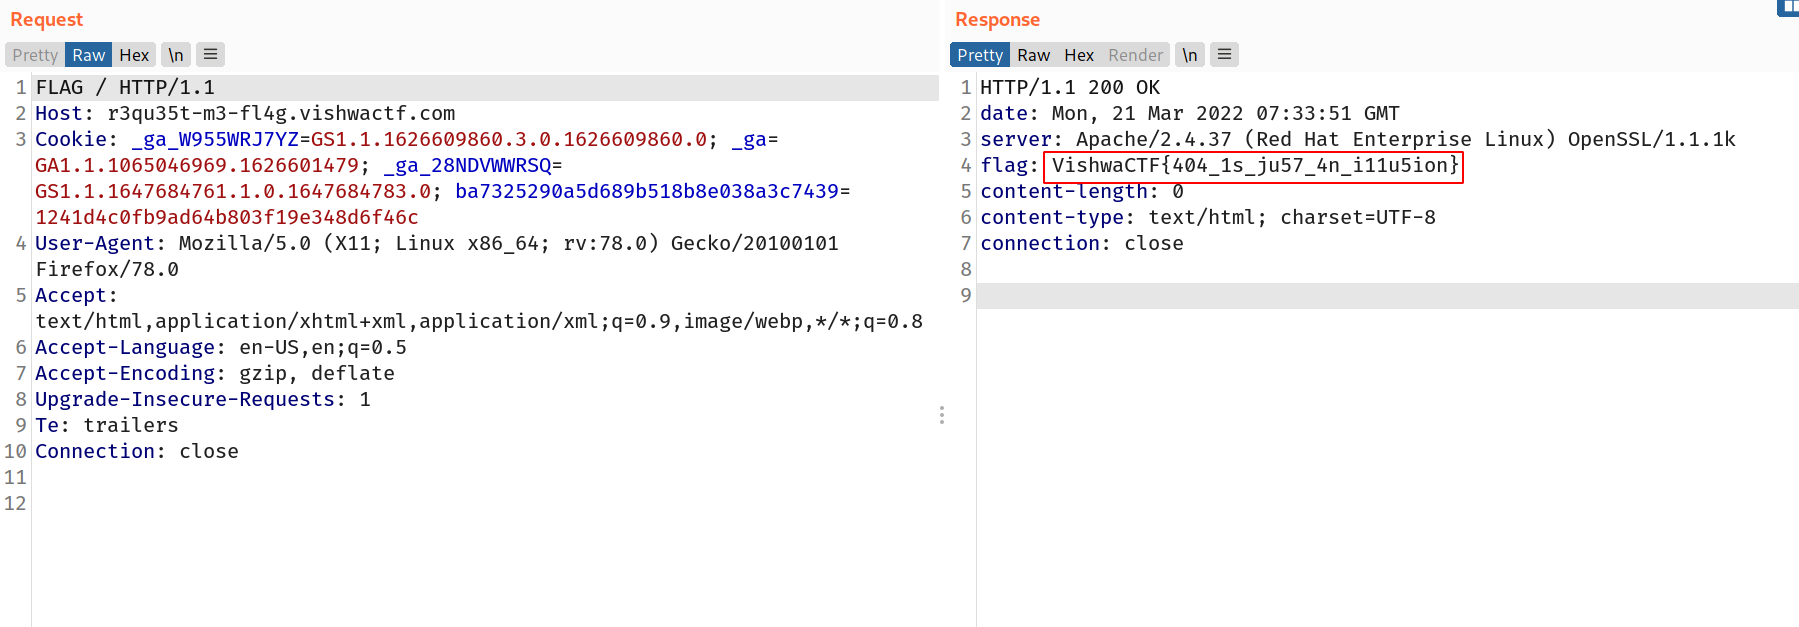 Request
Pretty Raw Hex \n
1 FLAG / HTTP/1.1
2 Host: r3qu35t-m3-fl4g.vishwactf.com
3 Cookie: _ga_W955WRJ7YZ=GS1.1.1626609860.3.0.1626609860.0; _ga=
GA1.1.1065046969.1626601479; _ga_28NDVWWRSQ=
GS1.1.1647684761.1.0.1647684783.0; ba7325290a5d689b518b8e038a3c7439=
1241d4c0fb9ad64b803f19e348d6f46c
4 User-Agent: Mozilla/5.0 (X11; Linux x86_64; rv:78.0) Gecko/20100101
Firefox/78.0
5 Accept:
text/html,application/xhtml+xml,application/xml;q=0.9,image/webp,*/*;q=0.8
6 Accept-Language: en-US,en;q=0.5
7 Accept-Encoding: gzip, deflate
8 Upgrade-Insecure-Requests: 1
9 Te: trailers
10 Connection: close
11
12
Response
Pretty Raw Hex Render \n
1 HTTP/1.1 200 OK
2 date: Mon, 21 Mar 2022 07:33:51 GMT
3 server: Apache/2.4.37 (Red Hat Enterprise Linux) OpenSSL/1.1.1k
4 flag: VishwaCTF{404_1s_ju57_4n_i11u5ion}
5 content-length: 0
6 content-type: text/html; charset=UTF-8
7 connection: close
8
9